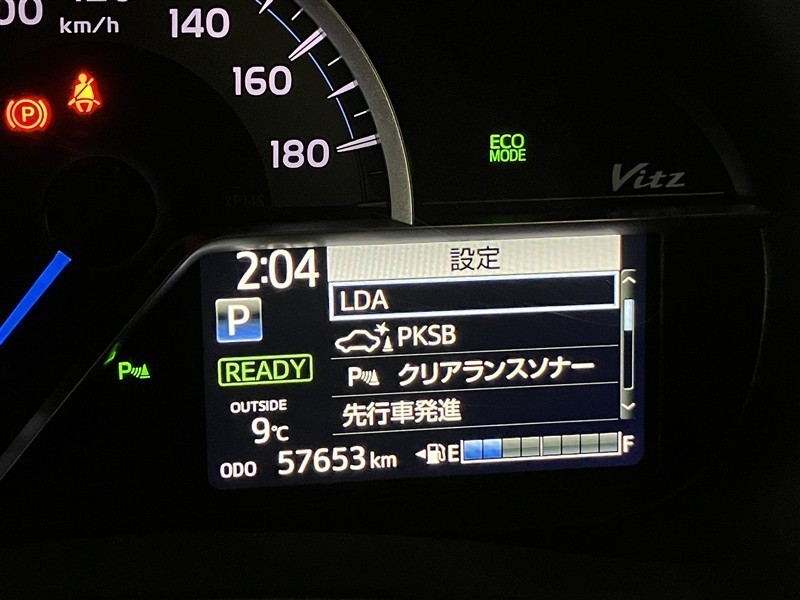 km/h
140
160
180
P
ECO
MODE
Vitz
2:04
設定
P
LDA
PKSB
READY
P
クリアランスソナー
P
OUTSIDE
9℃
先行車発進
ODO 57653 km
E
F